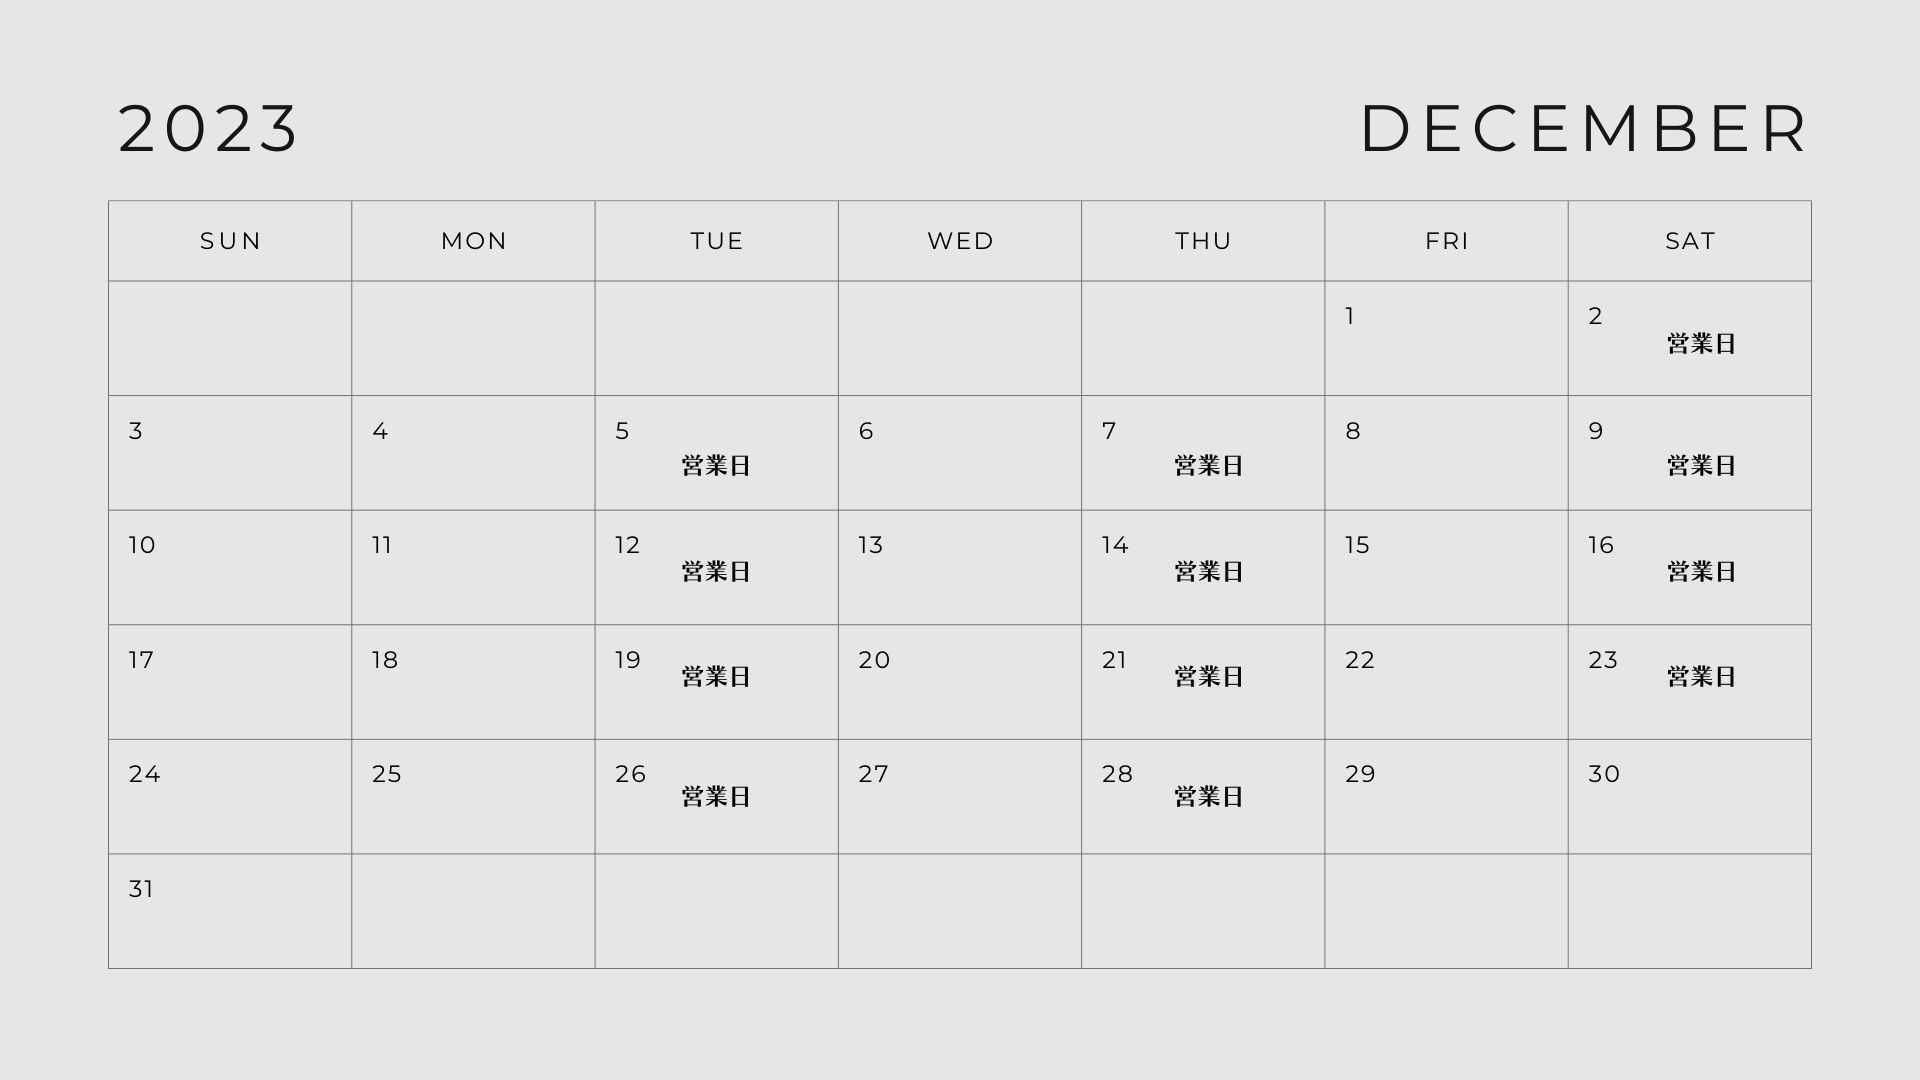 2023 DECEMBER
SUN MON TUE WED THU FRI SAT
1 2 営業日
3 4 5 営業日 6 7 営業日 8 9 営業日
10 11 12 営業日 13 14 営業日 15 16 営業日
17 18 19 営業日 20 21 営業日 22 23 営業日
24 25 26 営業日 27 28 営業日 29 30
31